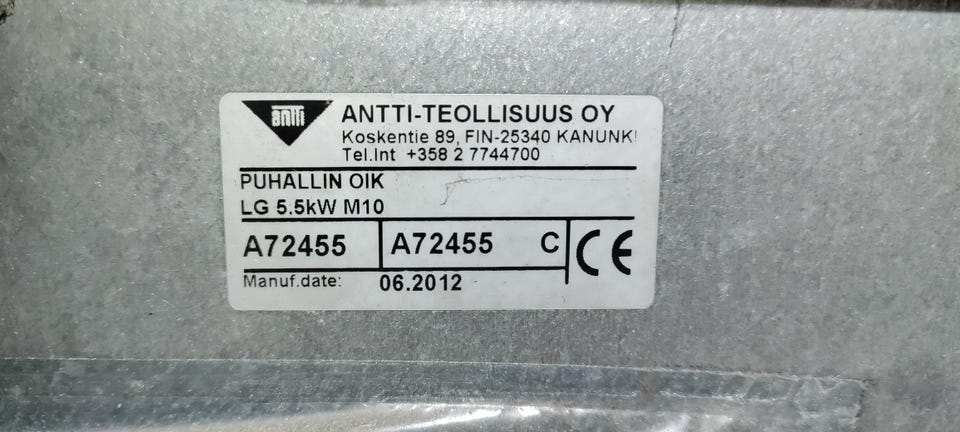 antti
ANTTI-TEOLLISUUS OY
Koskentie 89, FIN-25340 KANUNKI
Tel.Int +358 2 7744700
PUHALLIN OIK
LG 5.5kW M10
A72455 A72455 C CE
Manuf.date: 06.2012